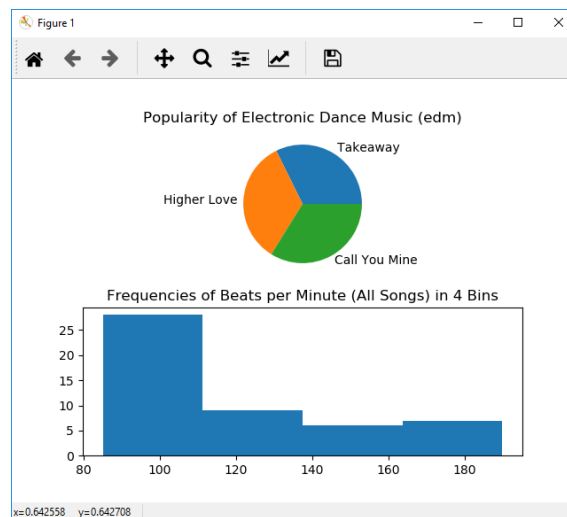 Figure 1
Popularity of Electronic Dance Music (edm)
Takeaway
Higher Love
Call You Mine
Frequencies of Beats per Minute (All Songs) in 4 Bins
25
20
15
10
5
0
80 100 120 140 160 180
x=0.642558 y=0.642708